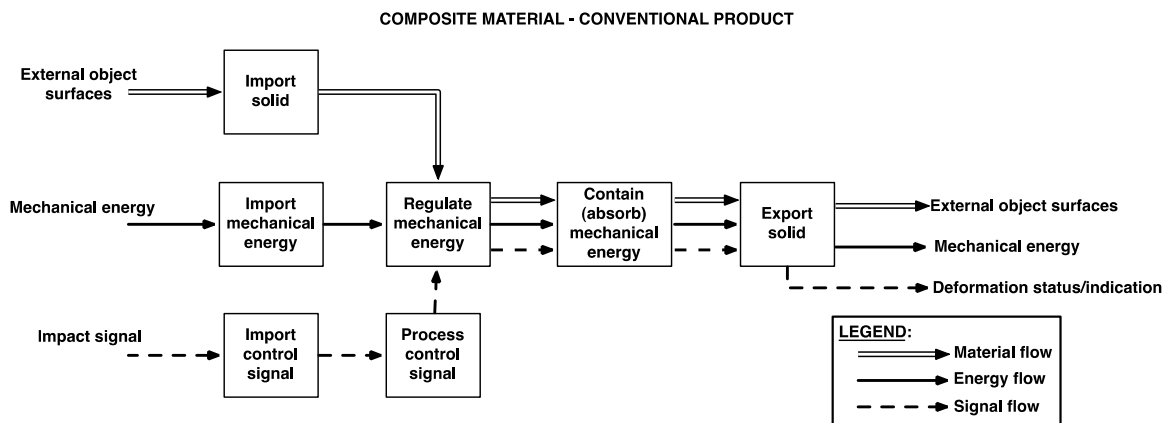 COMPOSITE MATERIAL - CONVENTIONAL PRODUCT
External object
surfaces
Import
solid
Mechanical energy
Import
mechanical
energy
Regulate
mechanical
energy
Contain
(absorb)
mechanical
energy
Export
solid
External object surfaces
Mechanical energy
Deformation status/indication
Impact signal
Import
control
signal
Process
control
signal
LEGEND:
Material flow
Energy flow
Signal flow